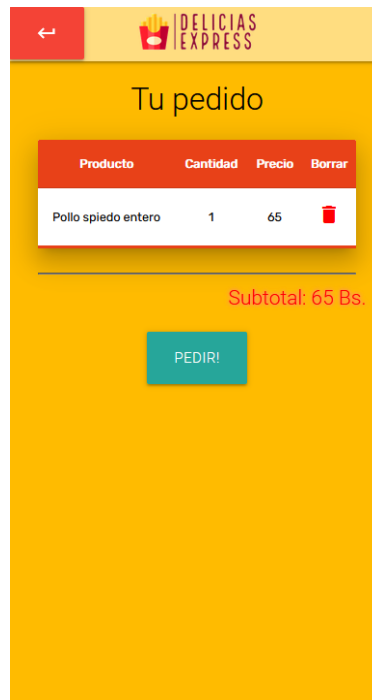 DELICIAS
EXPRESS
Tu pedido
Producto Cantidad Precio Borrar
Pollo spiedo entero 1 65
Subtotal: 65 Bs.
PEDIR!